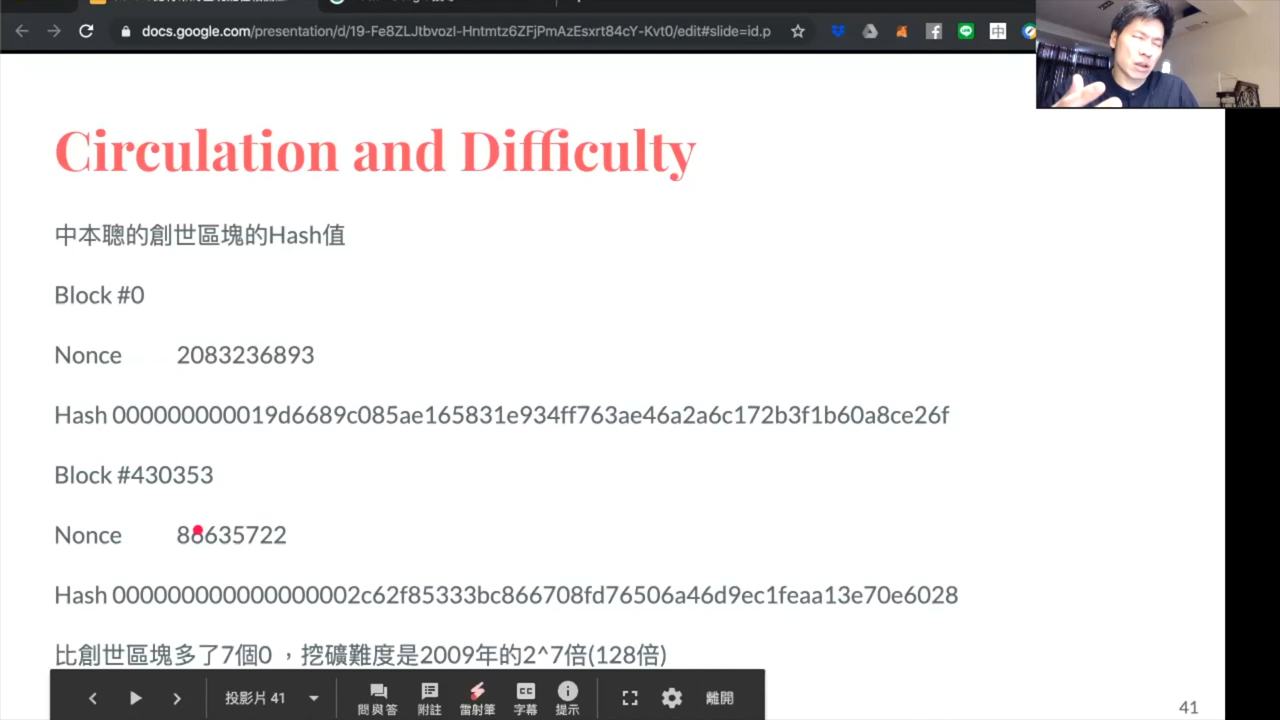 docs.google.com/presentation/d/19-Fe8ZLJtbvozI-Hntmtz6ZFjPmAzEsxrt84cY-Kvt0/edit#slide=id.p
中
Circulation and Difficulty
中本聰的創世區塊的Hash值
Block #0
Nonce 2083236893
Hash 000000000019d6689c085ae165831e934ff763ae46a2a6c172b3f1b60a8ce26f
Block #430353
Nonce 88635722
Hash 0000000000000000002c62f85333bc866708fd76506a46d9ec1feaa13e70e6028
比創世區塊多了7個0 ,挖礦難度是2009年的2^7倍(128倍)
投影片 41
問與答 附註 雷射筆 字幕 提示 離開
41